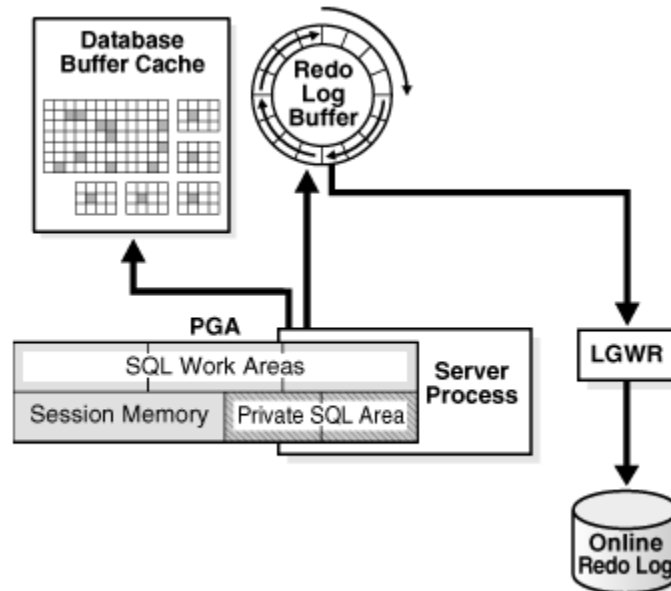 Database
Buffer Cache
Redo
Log
Buffer
PGA
SQL Work Areas
Session Memory
Private SQL Area
Server
Process
LGWR
Online
Redo Log